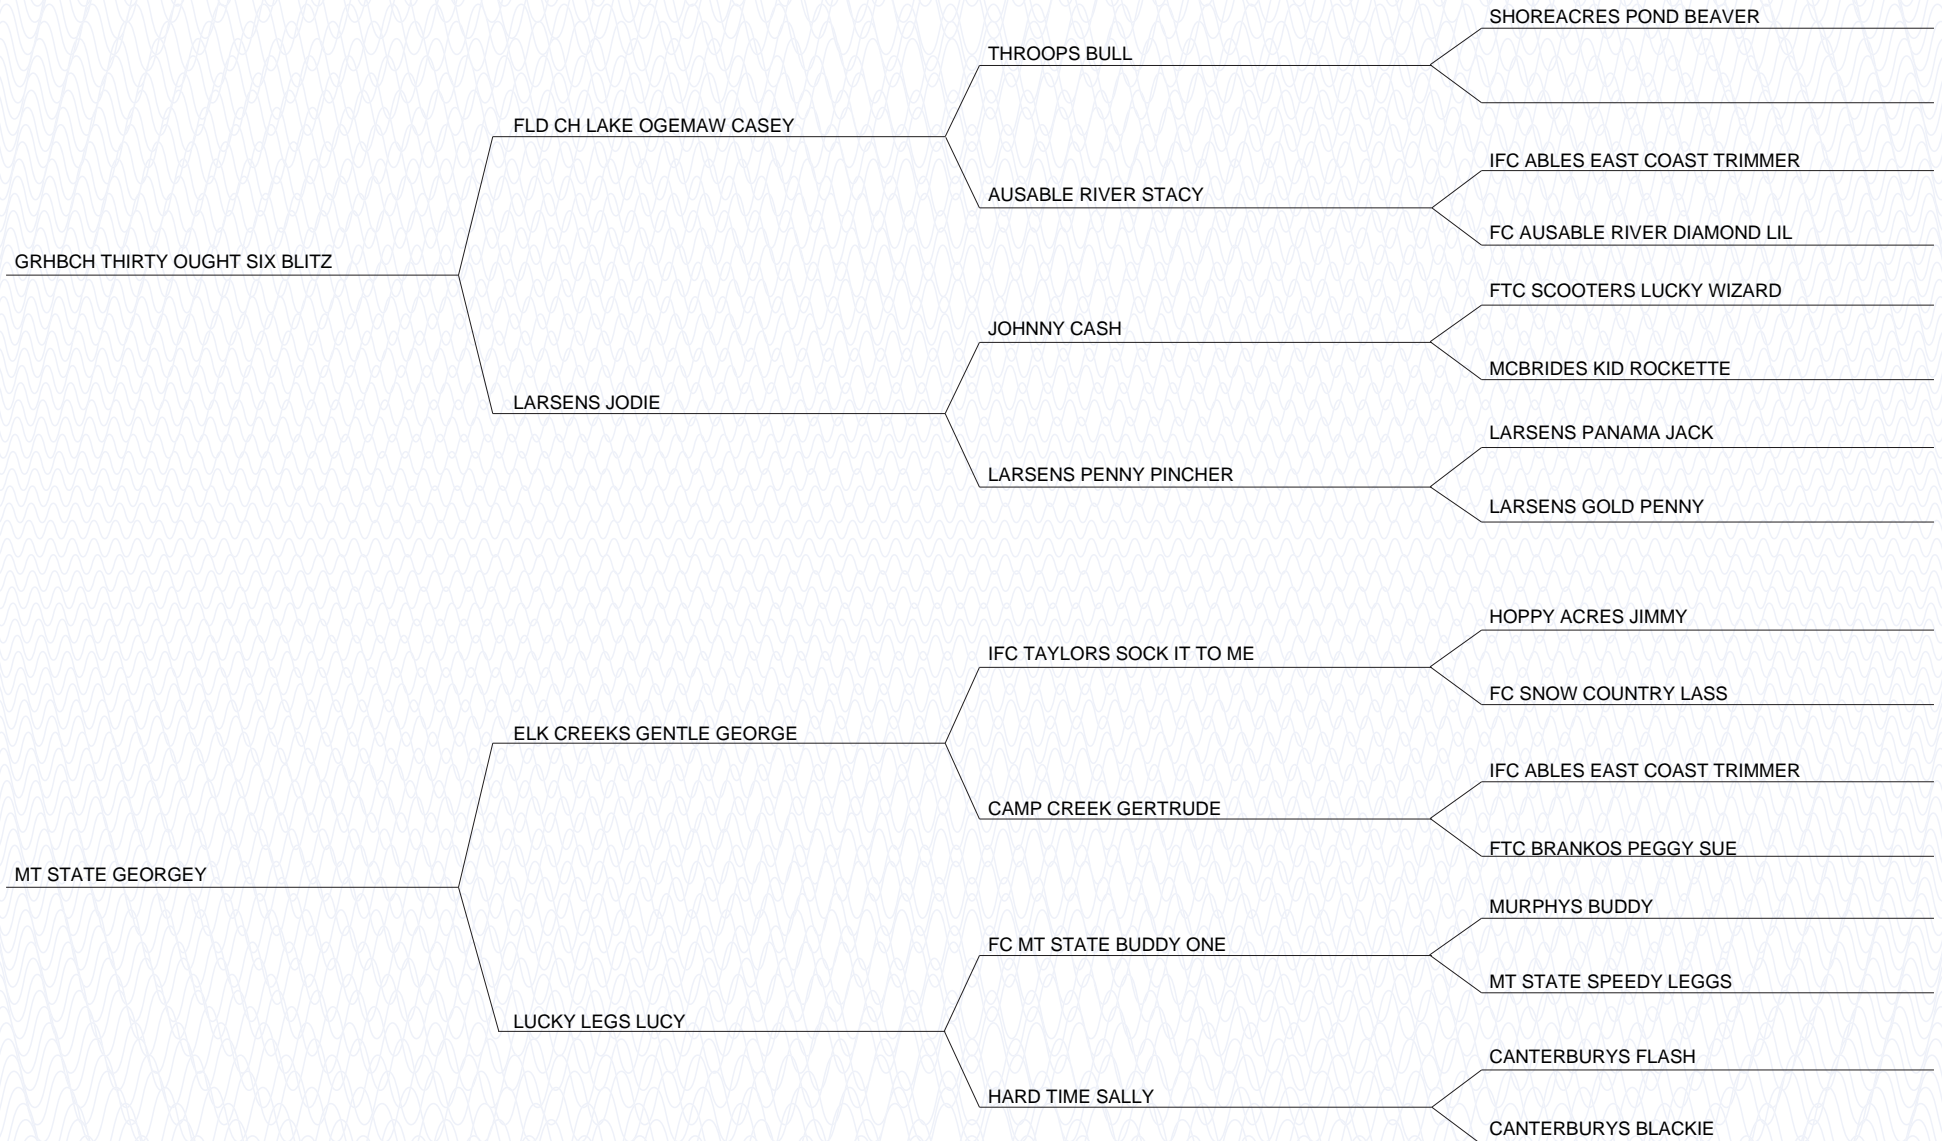 SHOREACRES POND BEAVER
THROOPS BULL
FLD CH LAKE OGEMAW CASEY
IFC ABLES EAST COAST TRIMMER
AUSABLE RIVER STACY
FC AUSABLE RIVER DIAMOND LIL
GRHBCH THIRTY OUGHT SIX BLITZ
FTC SCOOTERS LUCKY WIZARD
JOHNNY CASH
MCBRIDES KID ROCKETTE
LARSENS JODIE
LARSENS PANAMA JACK
LARSENS PENNY PINCHER
LARSENS GOLD PENNY
HOPPY ACRES JIMMY
IFC TAYLORS SOCK IT TO ME
FC SNOW COUNTRY LASS
ELK CREEKS GENTLE GEORGE
IFC ABLES EAST COAST TRIMMER
CAMP CREEK GERTRUDE
FTC BRANKOS PEGGY SUE
MT STATE GEORGEY
MURPHYS BUDDY
FC MT STATE BUDDY ONE
MT STATE SPEEDY LEGGS
LUCKY LEGS LUCY
CANTERBURYS FLASH
HARD TIME SALLY
CANTERBURYS BLACKIE